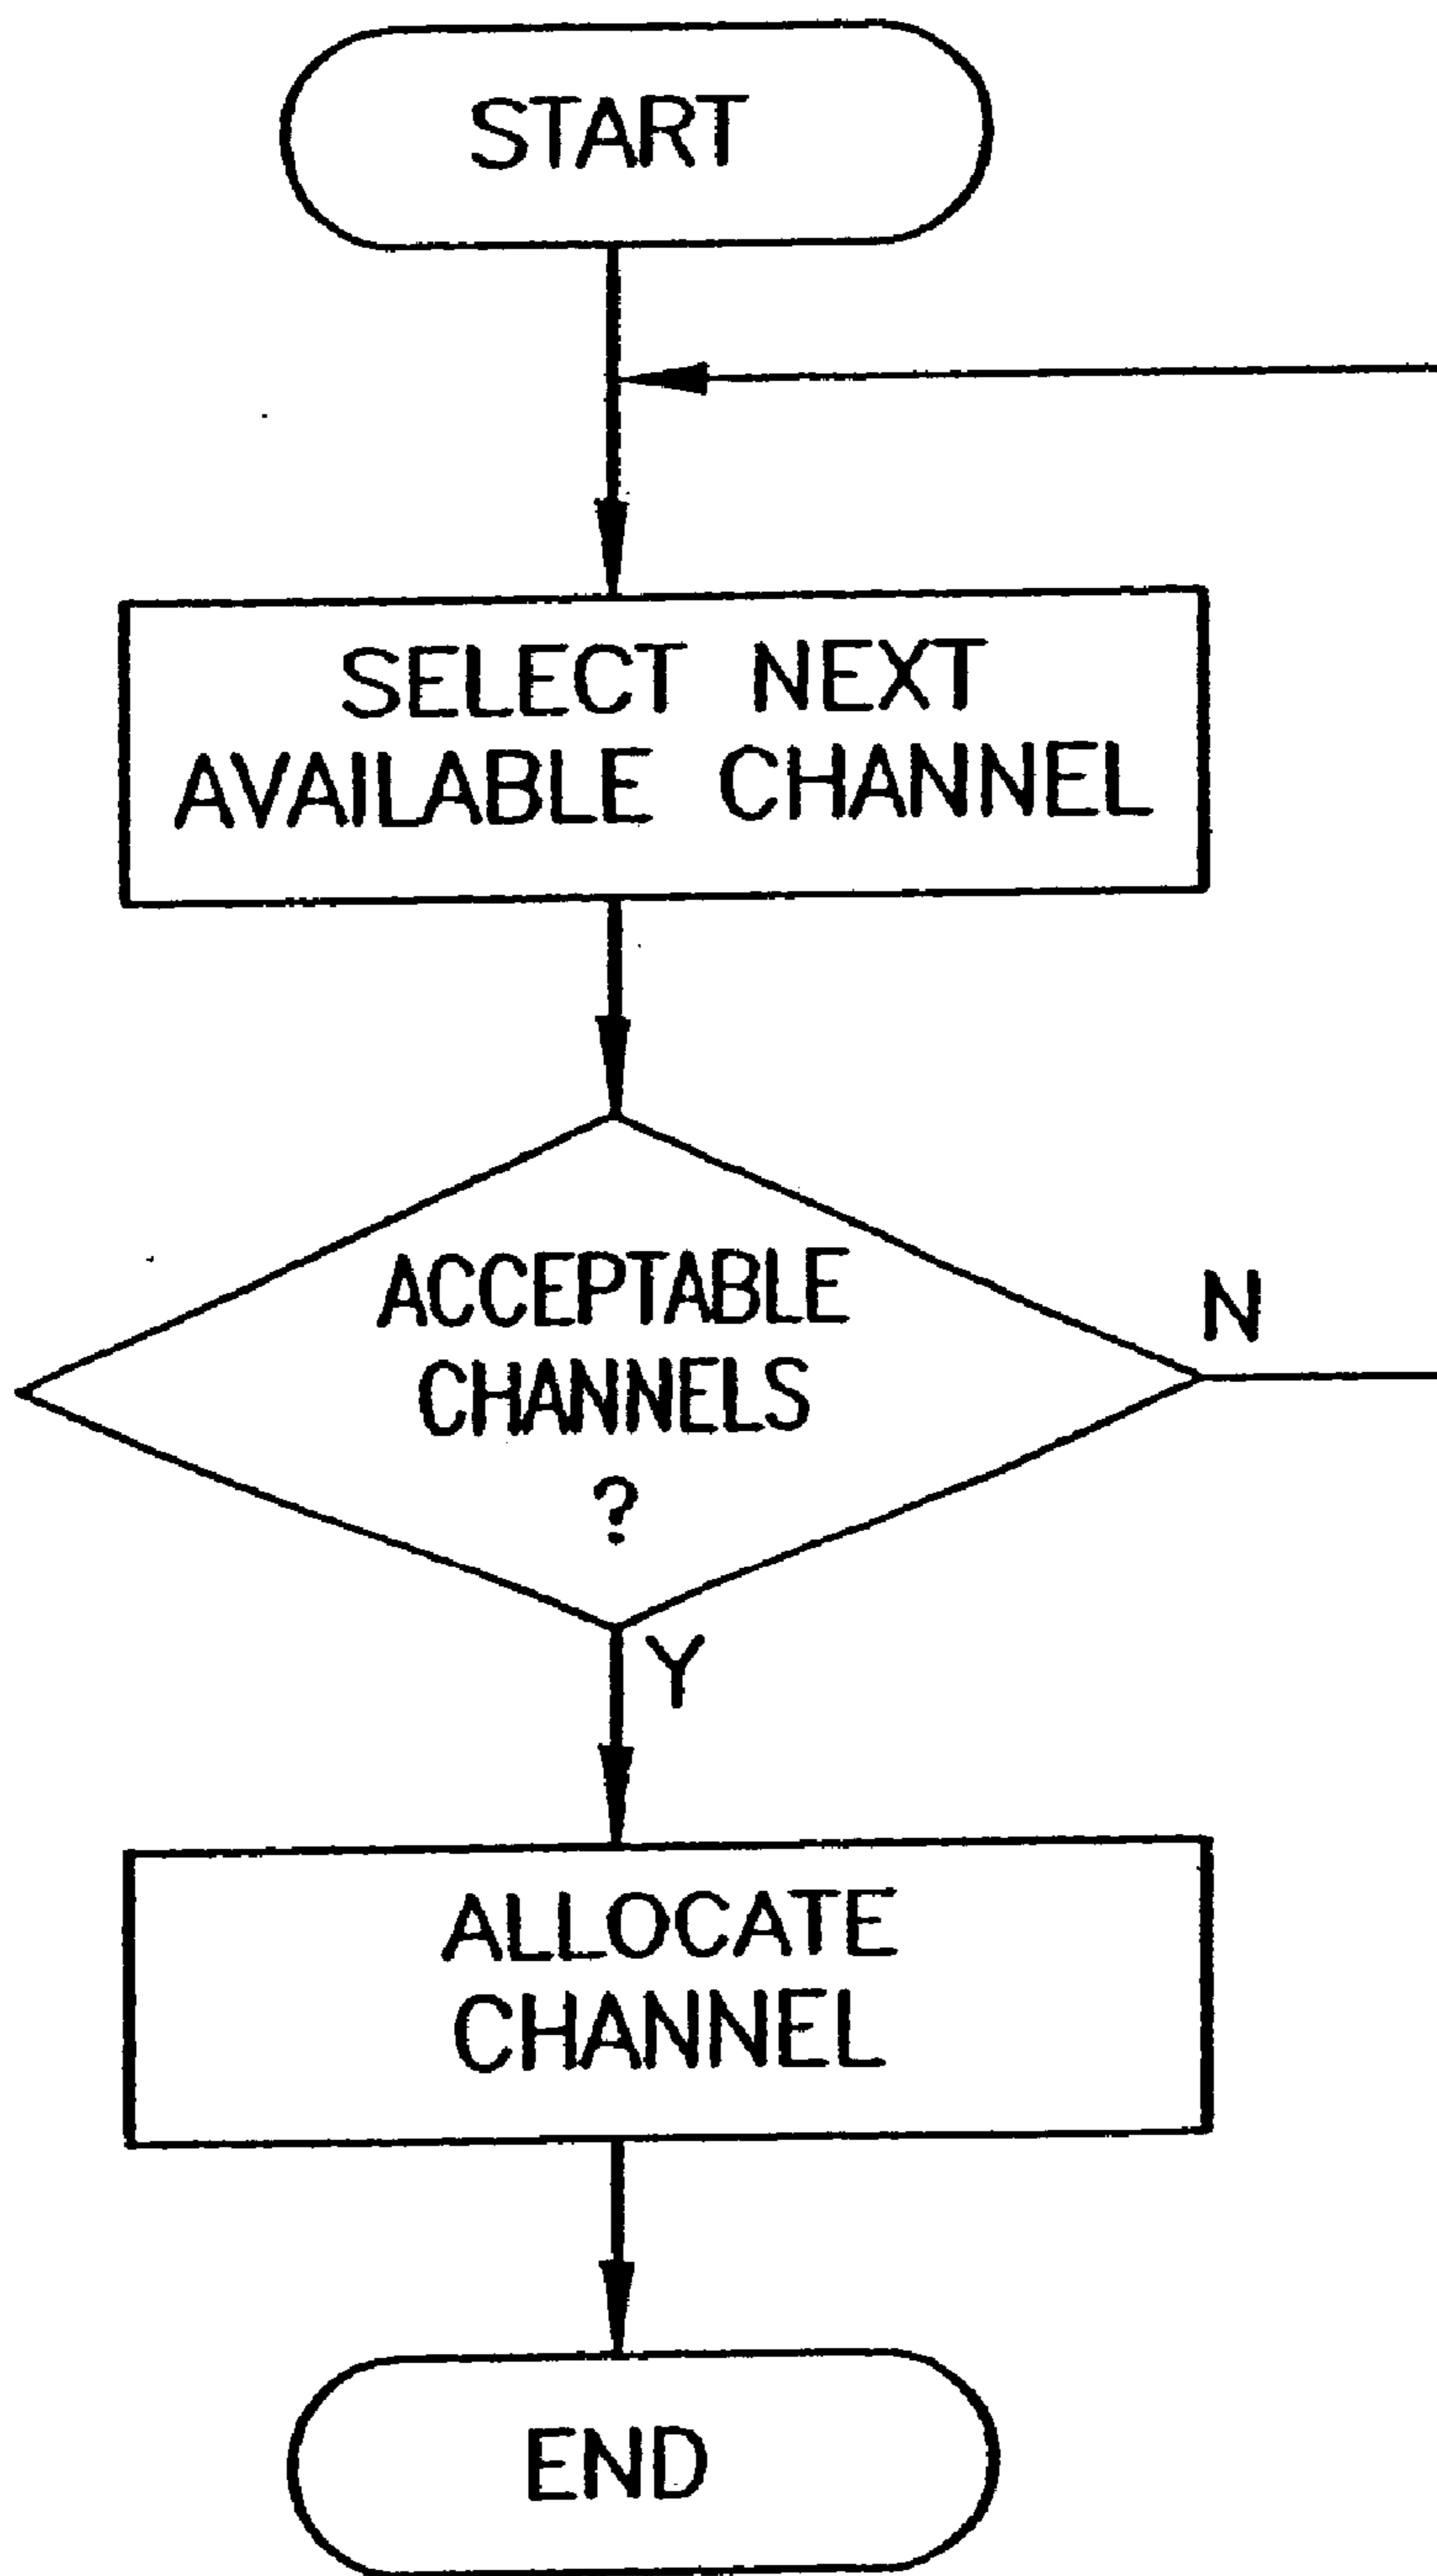 START
SELECT NEXT
AVAILABLE CHANNEL
ACCEPTABLE
CHANNELS
?
N
Y
ALLOCATE
CHANNEL
END